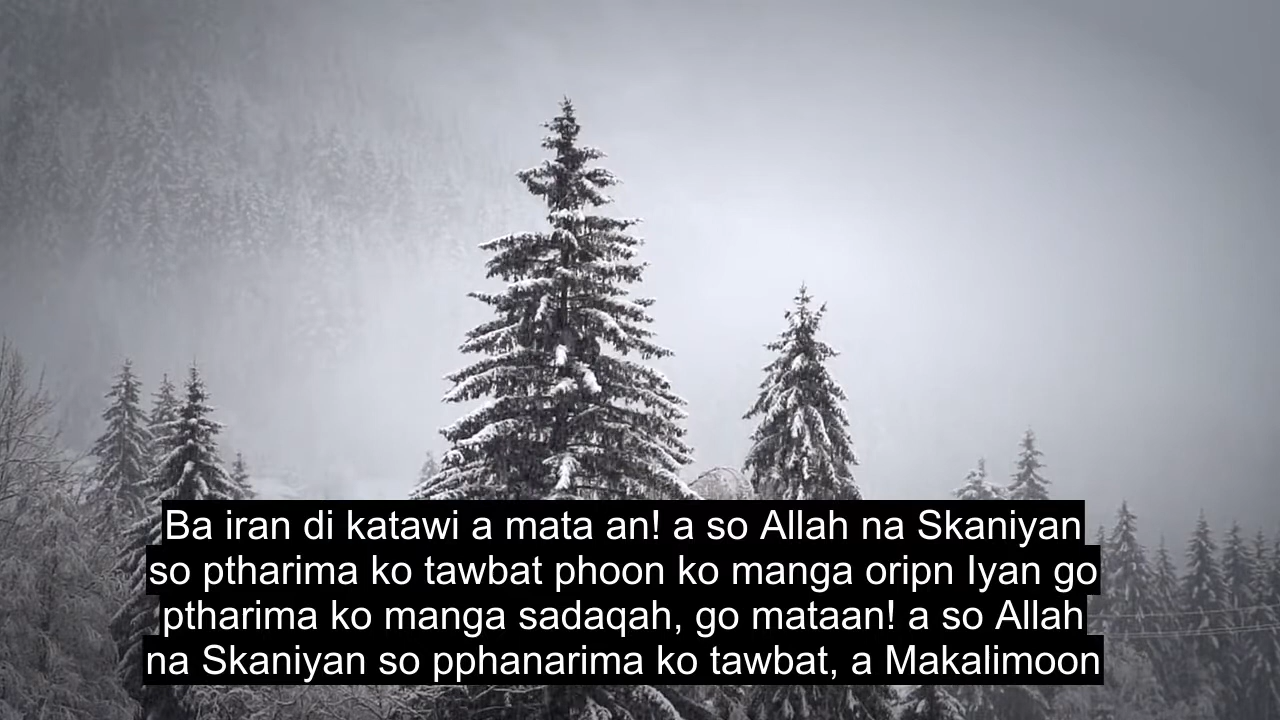 Ba iran di katawi a mata an! a so Allah na Skaniyan
so ptharima ko tawbat phoon ko manga oripn Iyan go
ptharima ko manga sadaqah, go mataan! a so Allah
na Skaniyan so pphanarima ko tawbat, a Makalimoon